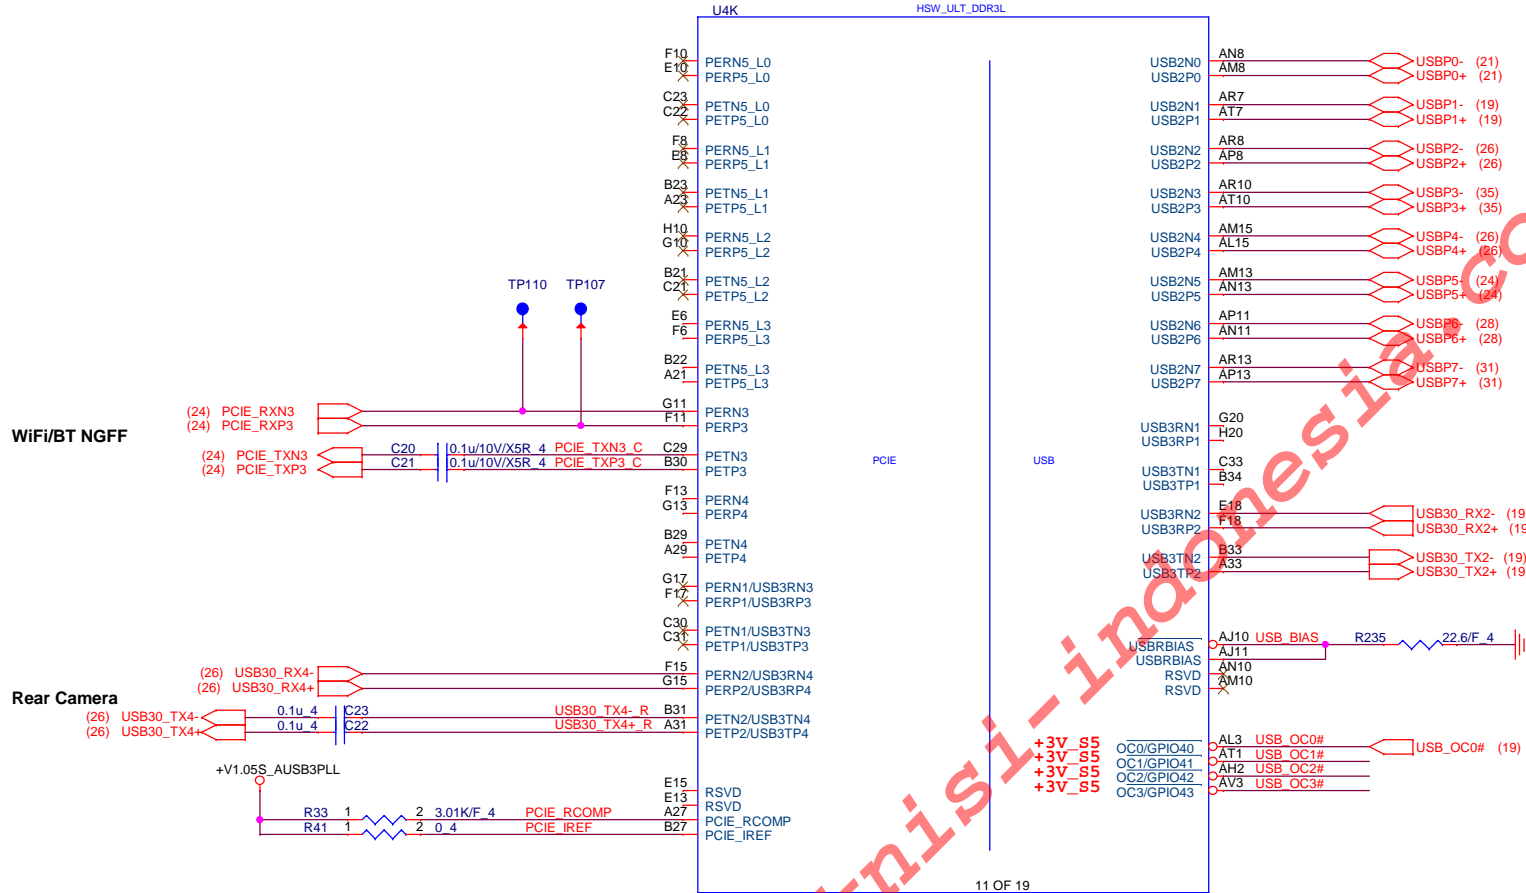 U4K
HSW_ULT_DDR3L
F10 PERN5_L0
E10 PERP5_L0
C23 PETN5_L0
C22 PETP5_L0
F8 PERN5_L1
E8 PERP5_L1
B23 PETN5_L1
A23 PETP5_L1
H10 PERN5_L2
G10 PERP5_L2
B21 PETN5_L2
C21 PETP5_L2
TP110 TP107
E6 PERN5_L3
F6 PERP5_L3
B22 PETN5_L3
A21 PETP5_L3
(24) PCIE_RXN3 G11 PERN3
(24) PCIE_RXP3 F11 PERP3
WiFi/BT NGFF
(24) PCIE_TXN3 C20 0.1u/10V/X5R_4 PCIE_TXN3_C C29 PETN3
(24) PCIE_TXP3 C21 0.1u/10V/X5R_4 PCIE_TXP3_C B30 PETP3
F13 PERN4
G13 PERP4
B29 PETN4
A29 PETP4
G17 PERN1/USB3RN3
F17 PERP1/USB3RP3
C30 PETN1/USB3TN3
C31 PETP1/USB3TP3
(26) USB30_RX4- F15 PERN2/USB3RN4
(26) USB30_RX4+ G15 PERP2/USB3RP4
Rear Camera
(26) USB30_TX4- 0.1u_4 C23 USB30_TX4-_R B31 PETN2/USB3TN4
(26) USB30_TX4+ 0.1u_4 C22 USB30_TX4+_R A31 PETP2/USB3TP4
+V1.05S_AUSB3PLL
E15 RSVD
E13 RSVD
R33 1 2 3.01K/F_4 PCIE_RCOMP A27 PCIE_RCOMP
R41 1 2 0_4 PCIE_IREF B27 PCIE_IREF
PCIE USB
USB2N0 AN8 USBP0- (21)
USB2P0 AM8 USBP0+ (21)
USB2N1 AR7 USBP1- (19)
USB2P1 AT7 USBP1+ (19)
USB2N2 AR8 USBP2- (26)
USB2P2 AP8 USBP2+ (26)
USB2N3 AR10 USBP3- (35)
USB2P3 AT10 USBP3+ (35)
USB2N4 AM15 USBP4- (26)
USB2P4 AL15 USBP4+ (26)
USB2N5 AM13 USBP5- (24)
USB2P5 AN13 USBP5+ (24)
USB2N6 AP11 USBP6- (28)
USB2P6 AN11 USBP6+ (28)
USB2N7 AR13 USBP7- (31)
USB2P7 AP13 USBP7+ (31)
USB3RN1 G20
USB3RP1 H20
USB3TN1 C33
USB3TP1 B34
USB3RN2 E18 USB30_RX2- (19
USB3RP2 F18 USB30_RX2+ (19
USB3TN2 B33 USB30_TX2- (19)
USB3TP2 A33 USB30_TX2+ (19
USBRBIAS AJ10 USB_BIAS R235 22.6/F_4
USBRBIAS AJ11
RSVD AN10
RSVD AM10
+3V_S5 OC0/GPIO40 AL3 USB_OC0# USB_OC0# (19)
+3V_S5 OC1/GPIO41 AT1 USB_OC1#
+3V_S5 OC2/GPIO42 AH2 USB_OC2#
+3V_S5 OC3/GPIO43 AV3 USB_OC3#
11 OF 19
knisi-indonesia.co